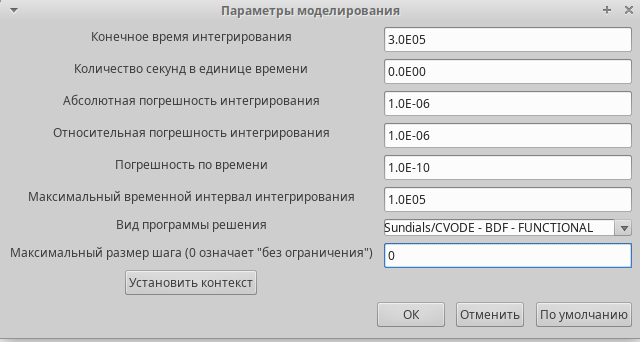 Параметры моделирования
Конечное время интегрирования 3.0E05
Количество секунд в единице времени 0.0E00
Абсолютная погрешность интегрирования 1.0E-06
Относительная погрешность интегрирования 1.0E-06
Погрешность по времени 1.0E-10
Максимальный временной интервал интегрирования 1.0E05
Вид программы решения Sundials/CVODE - BDF - FUNCTIONAL
Максимальный размер шага (0 означает "без ограничения") 0
Установить контекст
ОК Отменить По умолчанию